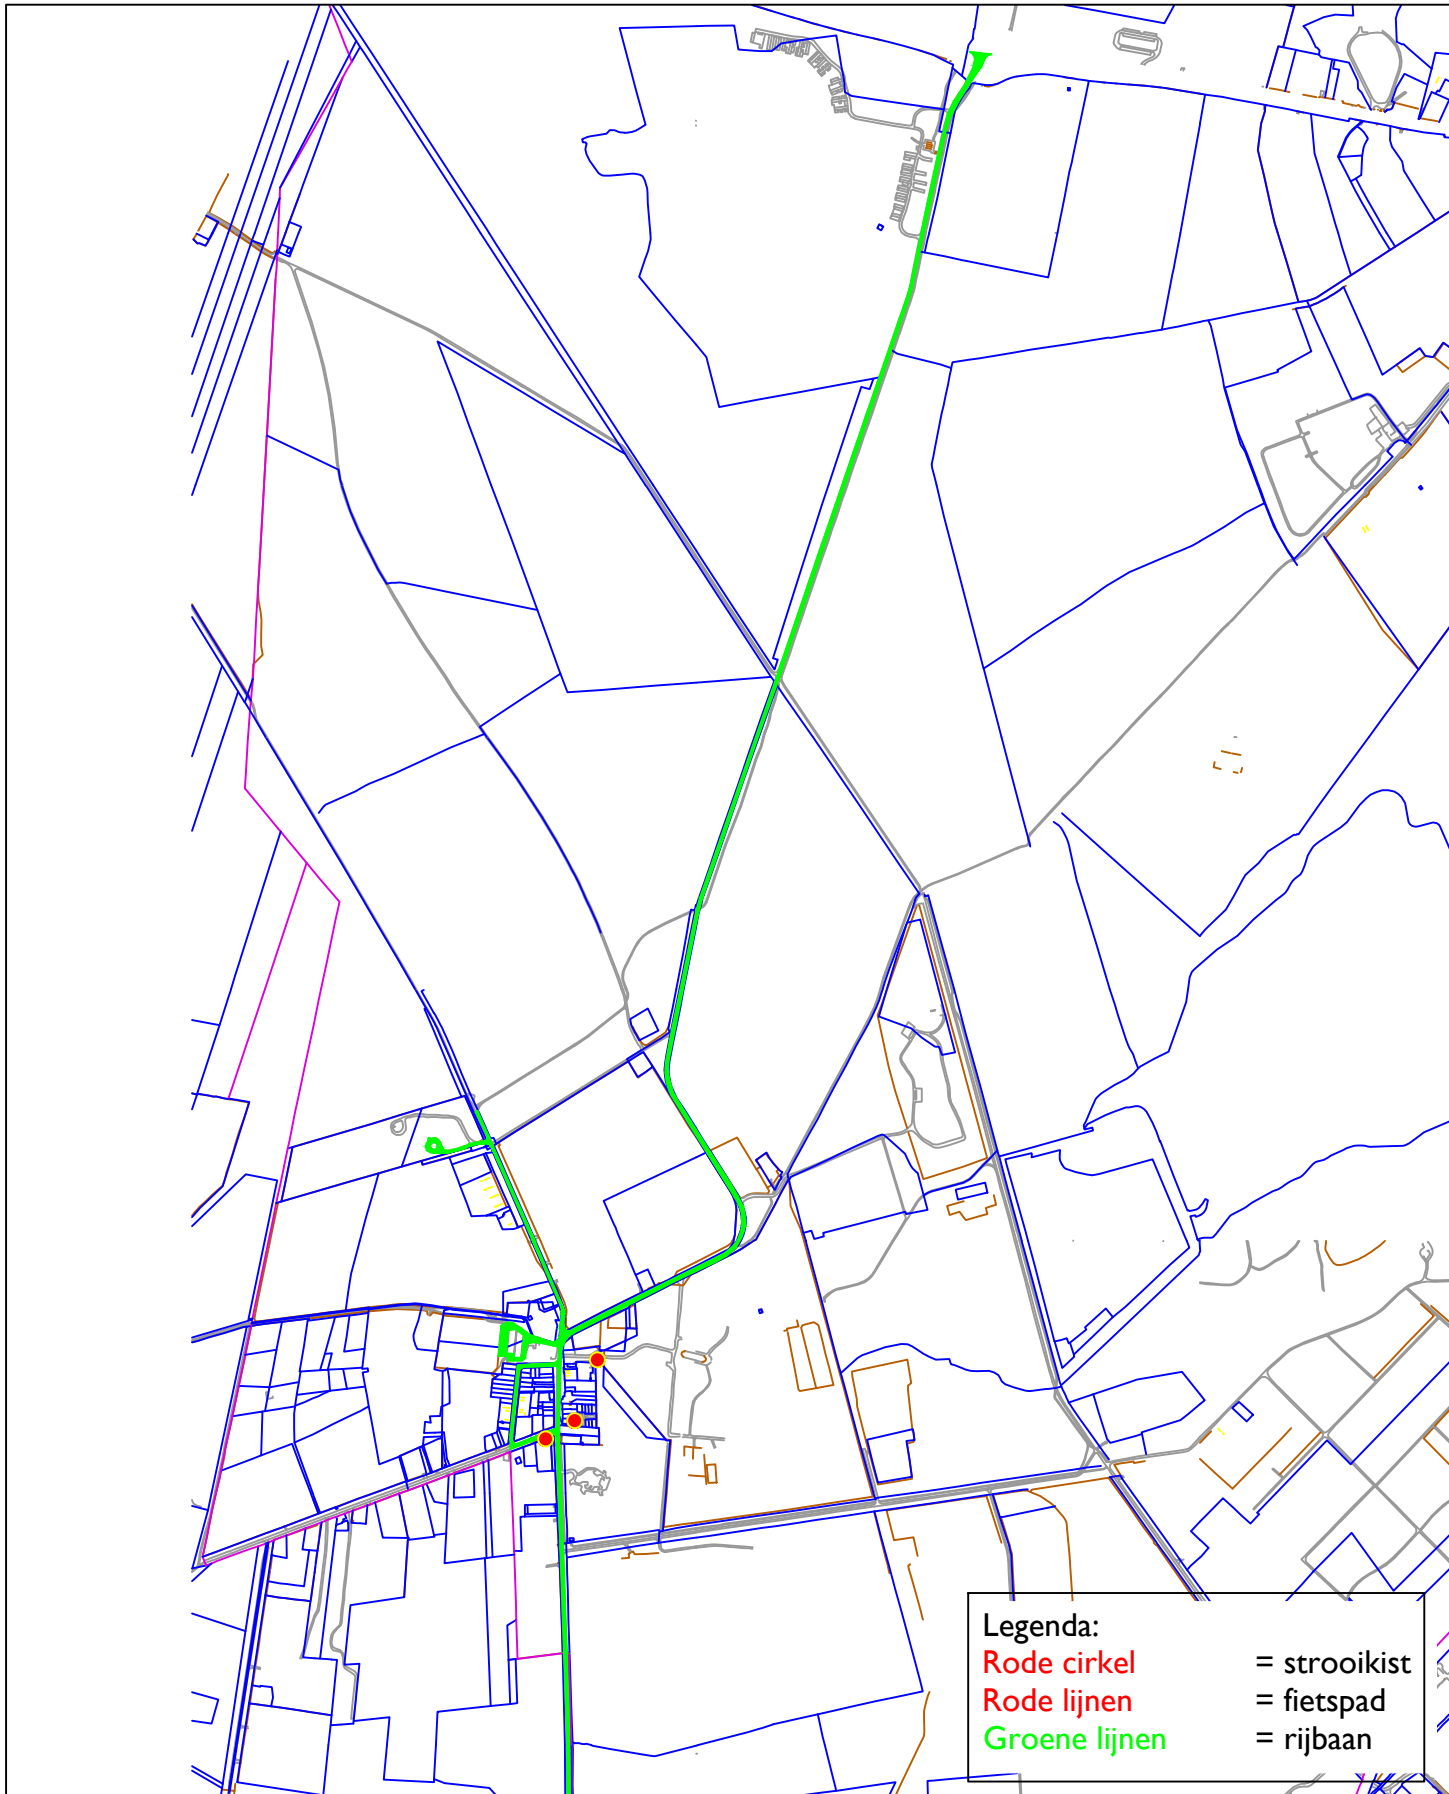 Legenda:
Rode cirkel = strooikist
Rode lijnen = fietspad
Groene lijnen = rijbaan